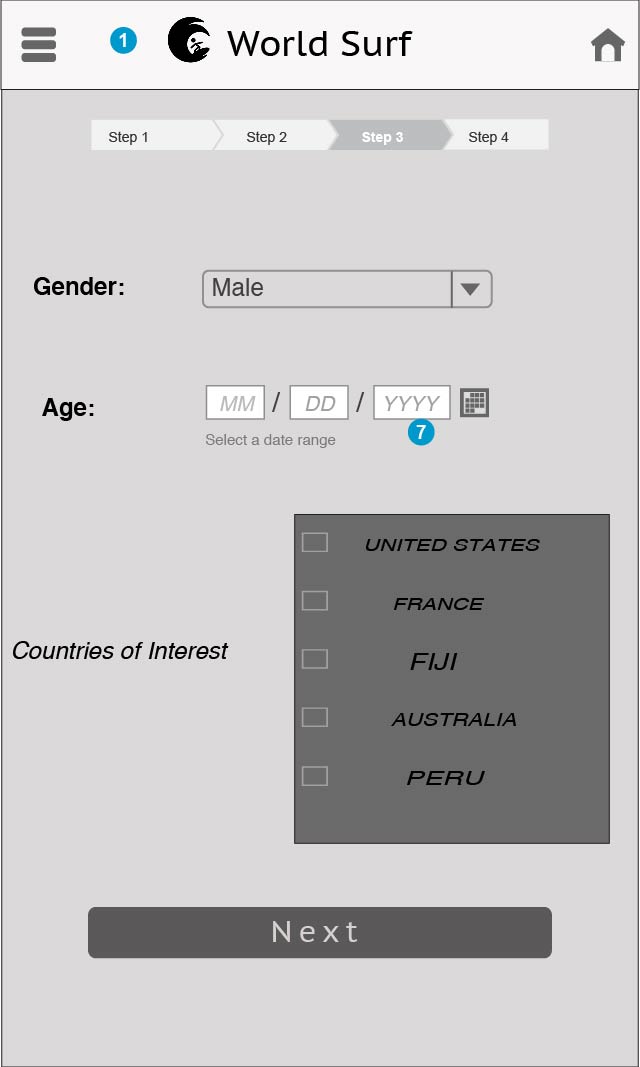 1 World Surf
Step 1 Step 2 Step 3 Step 4
Gender: Male
Age: MM / DD / YYYY
Select a date range 7
UNITED STATES
FRANCE
Countries of Interest FIJI
AUSTRALIA
PERU
Next